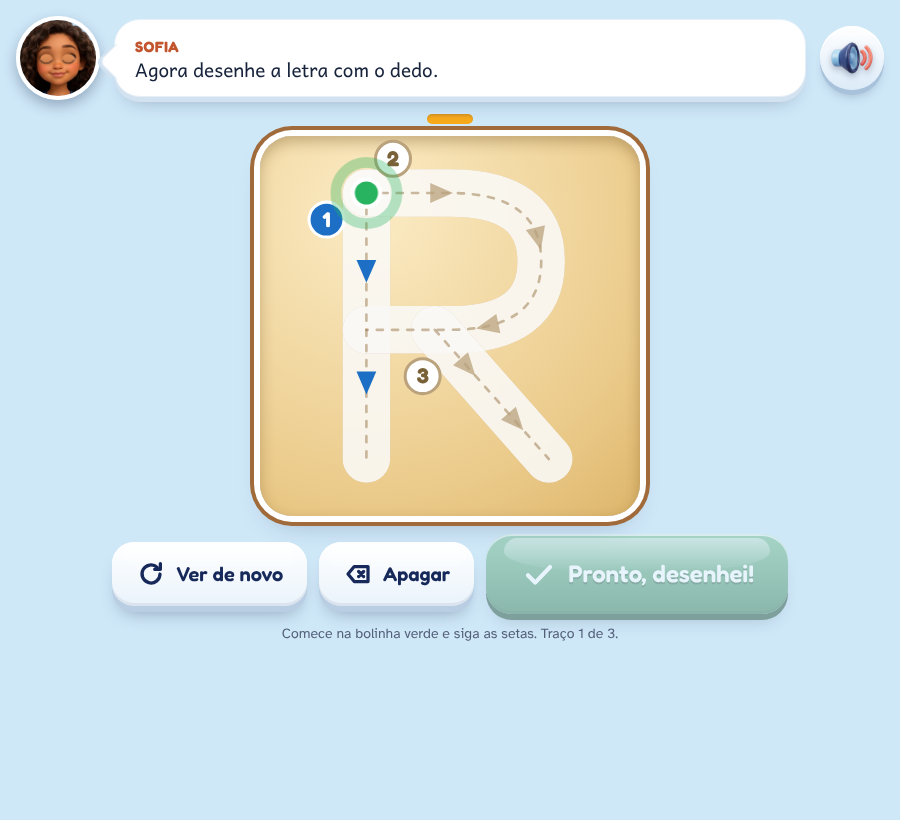 SOFIA
Agora desenhe a letra com o dedo.
2
1
3
Ver de novo
Apagar
Pronto, desenhei!
Comece na bolinha verde e siga as setas. Traço 1 de 3.